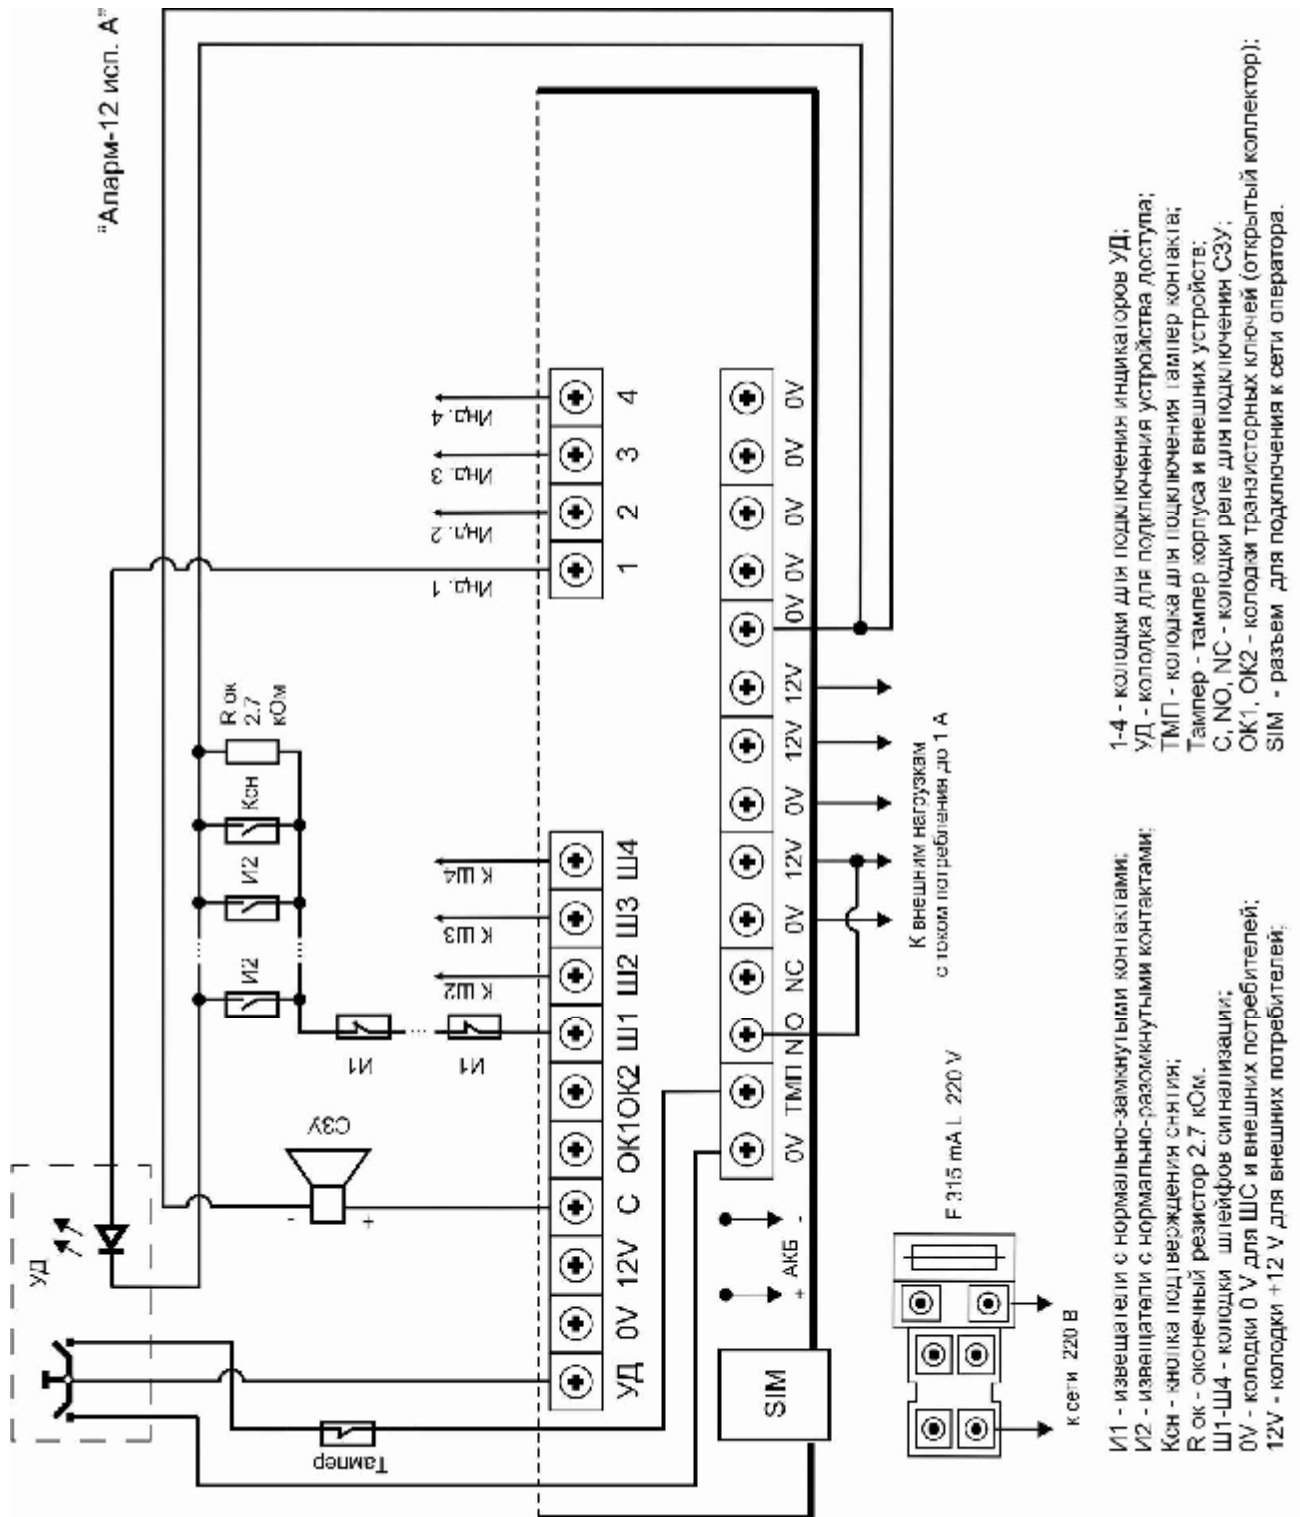 "Аларм-12 исп. А"
УД
R ок
2.7
кОм
Ксн
И2
И2
И1
И1
СЗУ
-
+
Тампер
К Ш4
К Ш3
К Ш2
Инд. 4
Инд. 3
Инд. 2
Инд. 1
УД 0V 12V C ОК1 ОК2 Ш1 Ш2 Ш3 Ш4
1 2 3 4
0V ТМП NO NC 0V 12V 0V 12V 12V 0V 0V 0V 0V 0V
SIM
+ АКБ -
К внешним нагрузкам
с током потребления до 1 А
F 315 mA L 220 V
к сети 220 В
И1 - извещатели с нормально-замкнутыми контактами;
И2 - извещатели с нормально-разомкнутыми контактами;
Ксн - кнопка подтверждения снятия;
R ок - оконечный резистор 2.7 кОм.
Ш1-Ш4 - колодки шлейфов сигнализации;
0V - колодки 0 V для ШС и внешних потребителей;
12V - колодки +12 V для внешних потребителей;
1-4 - колодки для подключения индикаторов УД;
УД - колодка для подключения устройства доступа;
ТМП - колодка для подключения тампер контакта;
Тампер - тампер корпуса и внешних устройств;
C, NO, NC - колодки реле для подключения СЗУ;
ОК1, ОК2 - колодки транзисторных ключей (открытый коллектор);
SIM - разъем для подключения к сети оператора.